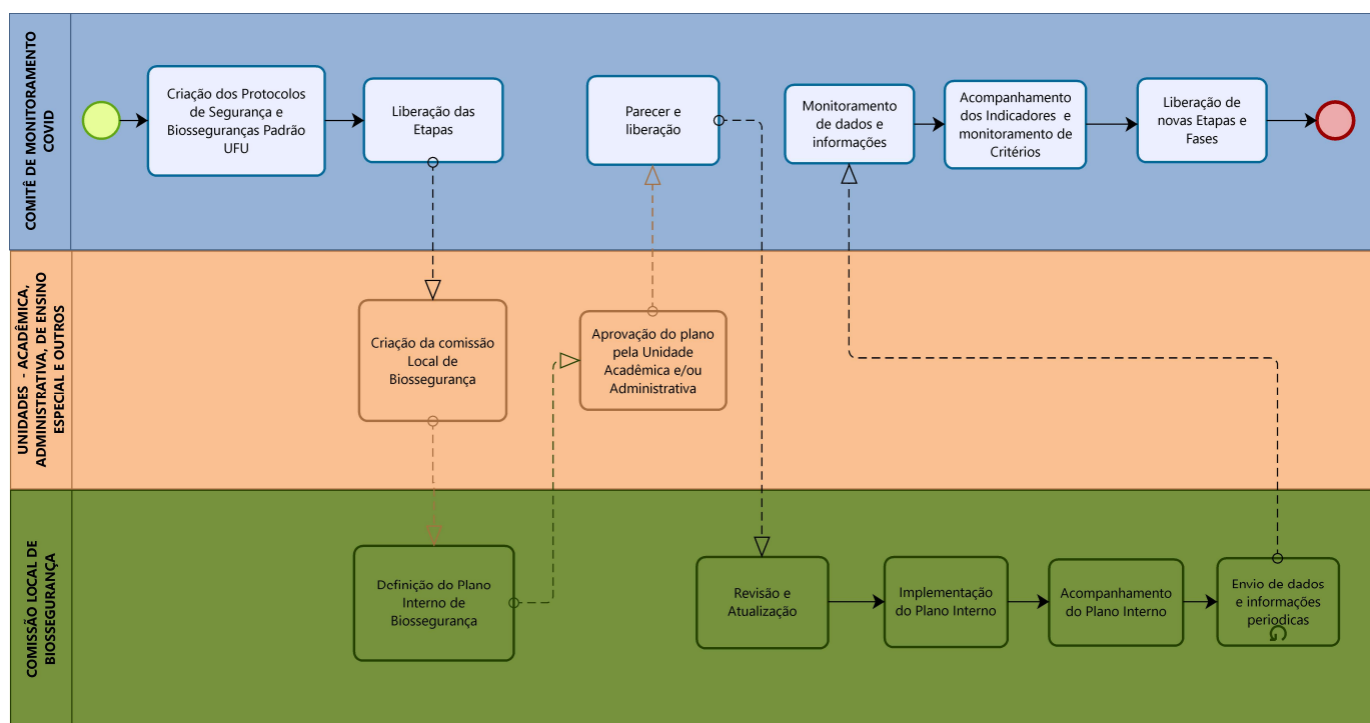 COMITÊ DE MONITORAMENTO
COVID
Criação dos Protocolos
de Segurança e
Biosseguranças Padrão
UFU
Liberação das
Etapas
Parecer e
liberação
Monitoramento
de dados e
informações
Acompanhamento
dos Indicadores e
monitoramento de
Critérios
Liberação de
novas Etapas e
Fases
UNIDADES - ACADÊMICA,
ADMINISTRATIVA, DE ENSINO
ESPECIAL E OUTROS
Criação da comissão
Local de
Biossegurança
Aprovação do plano
pela Unidade
Acadêmica e/ou
Administrativa
COMISSÃO LOCAL DE
BIOSSEGURANÇA
Definição do Plano
Interno de
Biossegurança
Revisão e
Atualização
Implementação
do Plano Interno
Acompanhamento
do Plano Interno
Envio de dados
e informações
periodicas